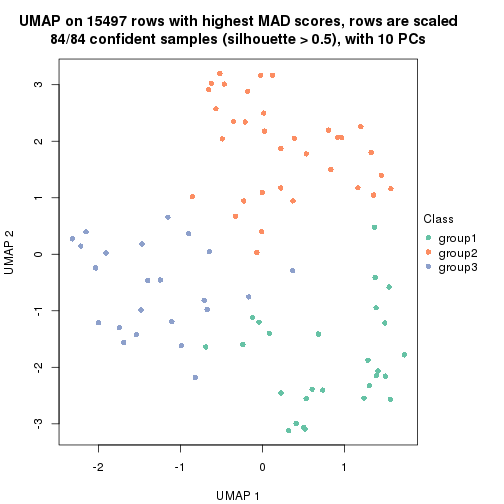 UMAP on 15497 rows with highest MAD scores, rows are scaled
84/84 confident samples (silhouette > 0.5), with 10 PCs
3
2
1
0
-1
-2
-3
UMAP 2
-2
-1
0
1
UMAP 1
Class
group1
group2
group3